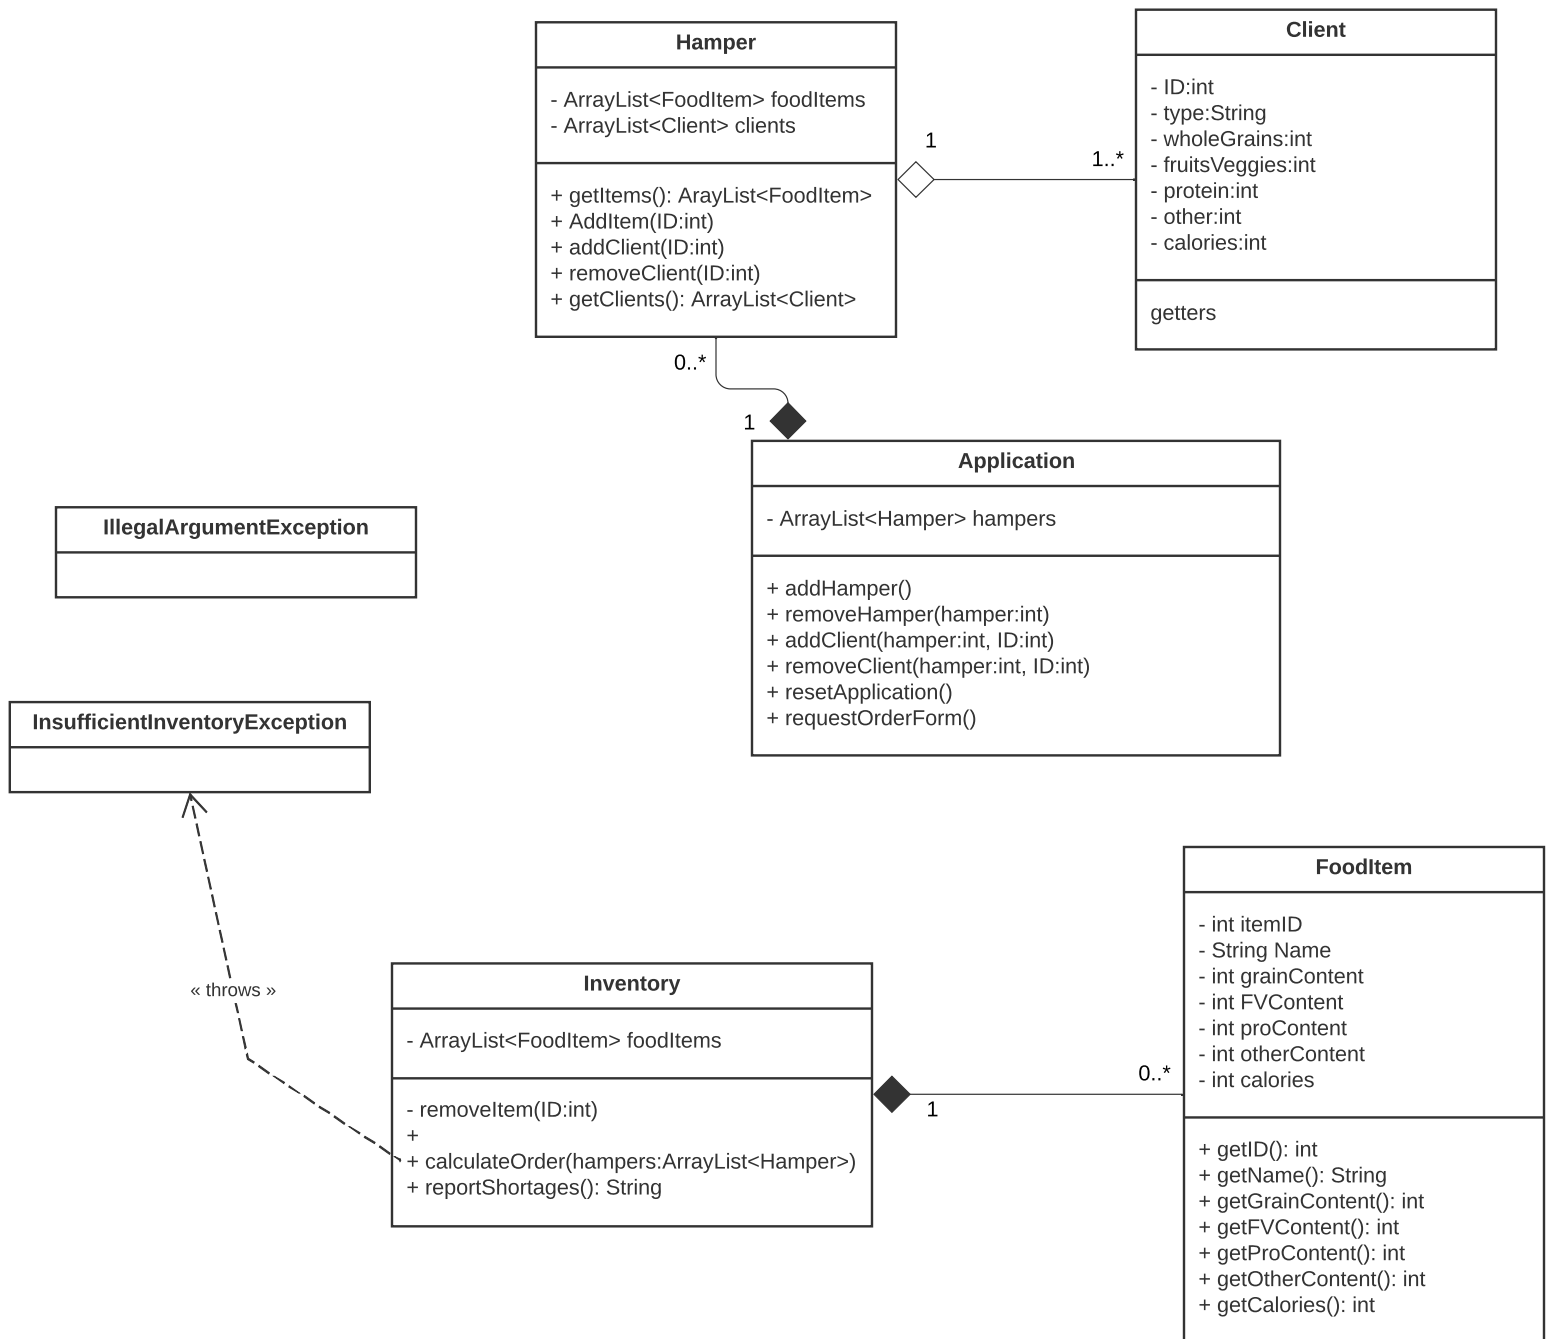 Hamper
- ArrayList<FoodItem> foodItems
- ArrayList<Client> clients
+ getItems(): ArayList<FoodItem>
+ AddItem(ID:int)
+ addClient(ID:int)
+ removeClient(ID:int)
+ getClients(): ArrayList<Client>
1
1..*
Client
- ID:int
- type:String
- wholeGrains:int
- fruitsVeggies:int
- protein:int
- other:int
- calories:int
getters
0..*
1
Application
- ArrayList<Hamper> hampers
+ addHamper()
+ removeHamper(hamper:int)
+ addClient(hamper:int, ID:int)
+ removeClient(hamper:int, ID:int)
+ resetApplication()
+ requestOrderForm()
IllegalArgumentException
InsufficientInventoryException
« throws »
Inventory
- ArrayList<FoodItem> foodItems
- removeItem(ID:int)
+
+ calculateOrder(hampers:ArrayList<Hamper>)
+ reportShortages(): String
1
0..*
FoodItem
- int itemID
- String Name
- int grainContent
- int FVContent
- int proContent
- int otherContent
- int calories
+ getID(): int
+ getName(): String
+ getGrainContent(): int
+ getFVContent(): int
+ getProContent(): int
+ getOtherContent(): int
+ getCalories(): int